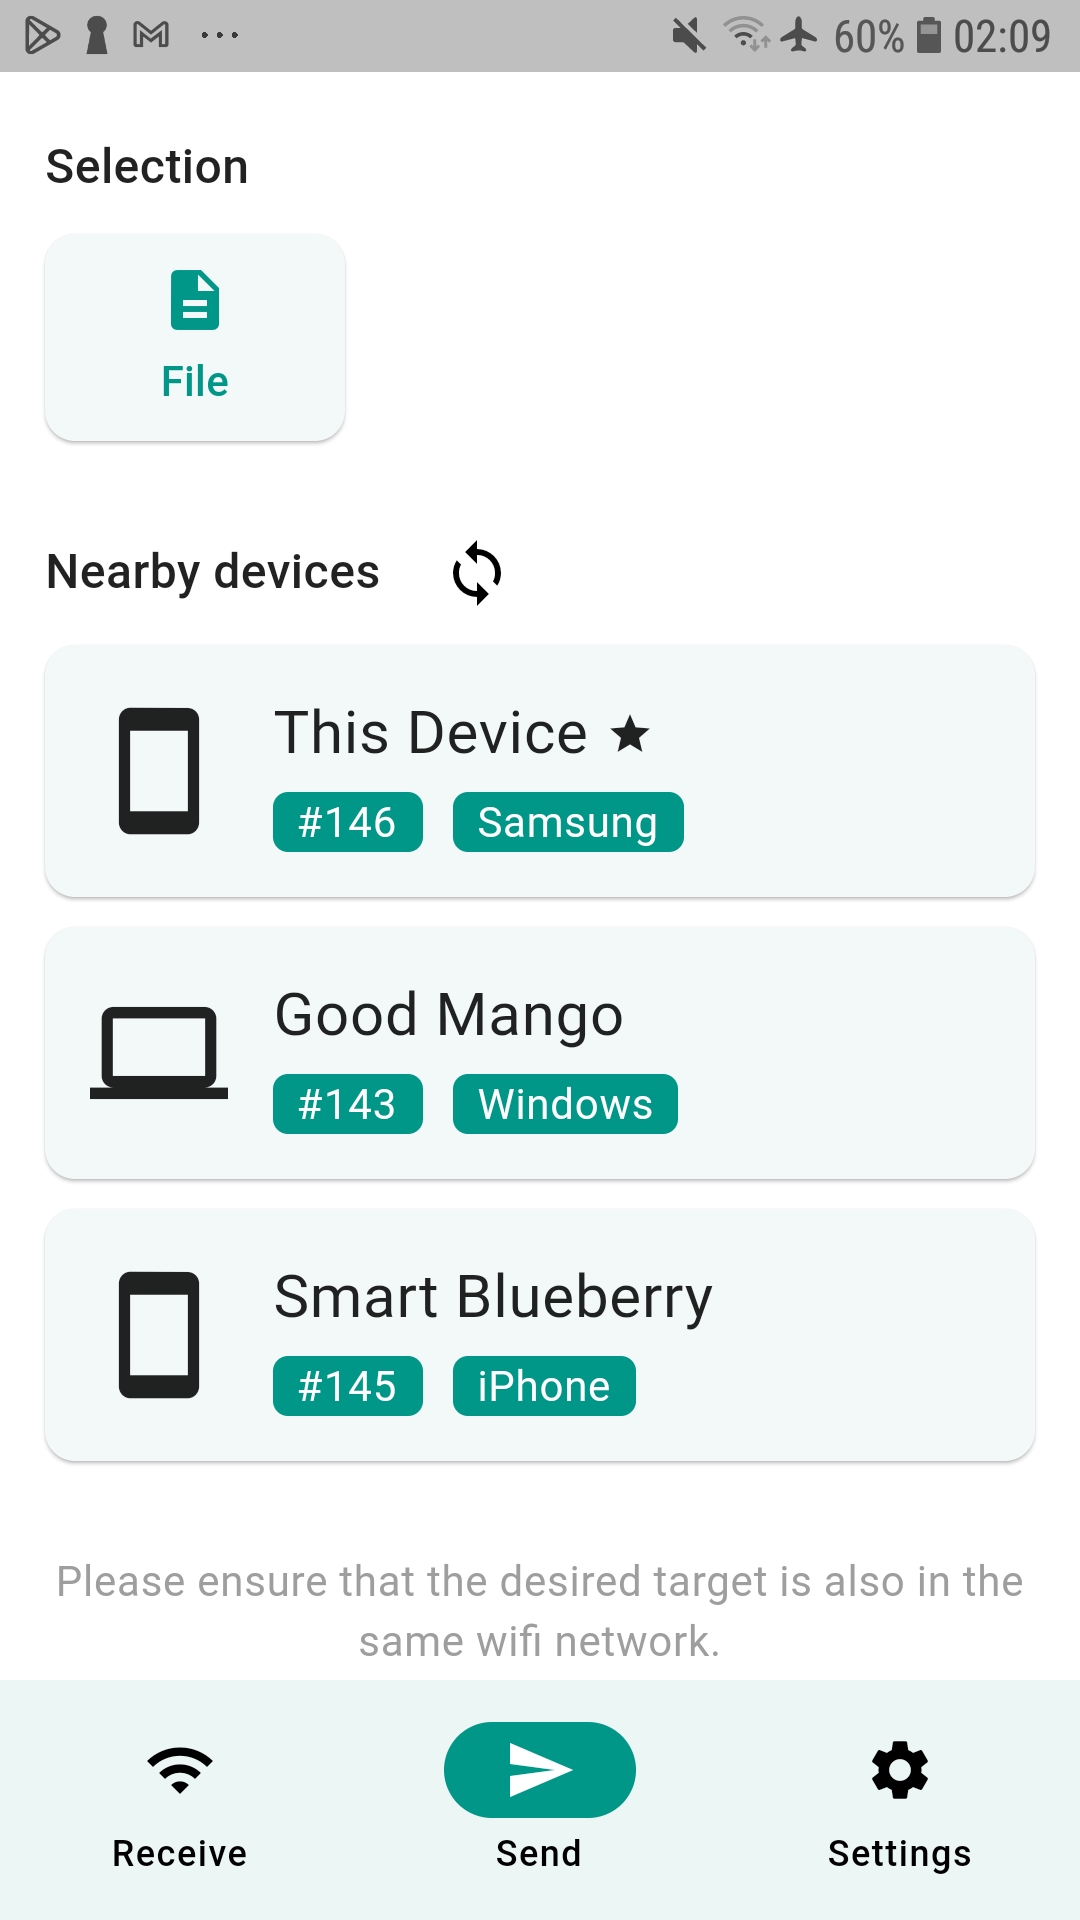 60% 02:09
Selection
File
Nearby devices
This Device
#146 Samsung
Good Mango
#143 Windows
Smart Blueberry
#145 iPhone
Please ensure that the desired target is also in the
same wifi network.
Receive Send Settings